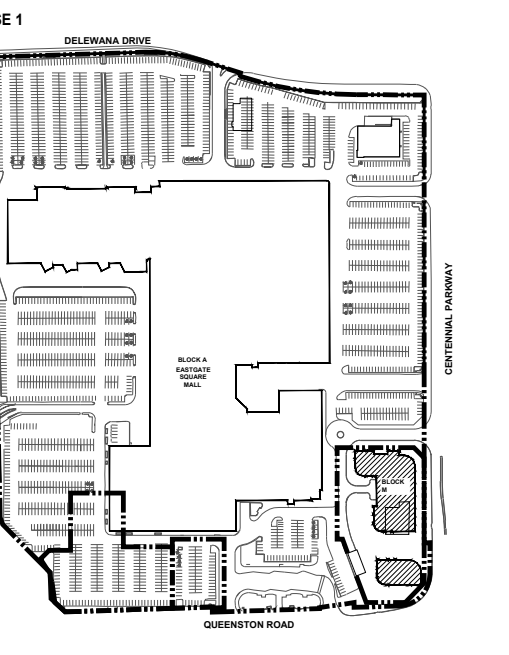 SE 1
DELEWANA DRIVE
CENTENNIAL PARKWAY
BLOCK A
EASTGATE
SQUARE
MALL
BLOCK
M
QUEENSTON ROAD